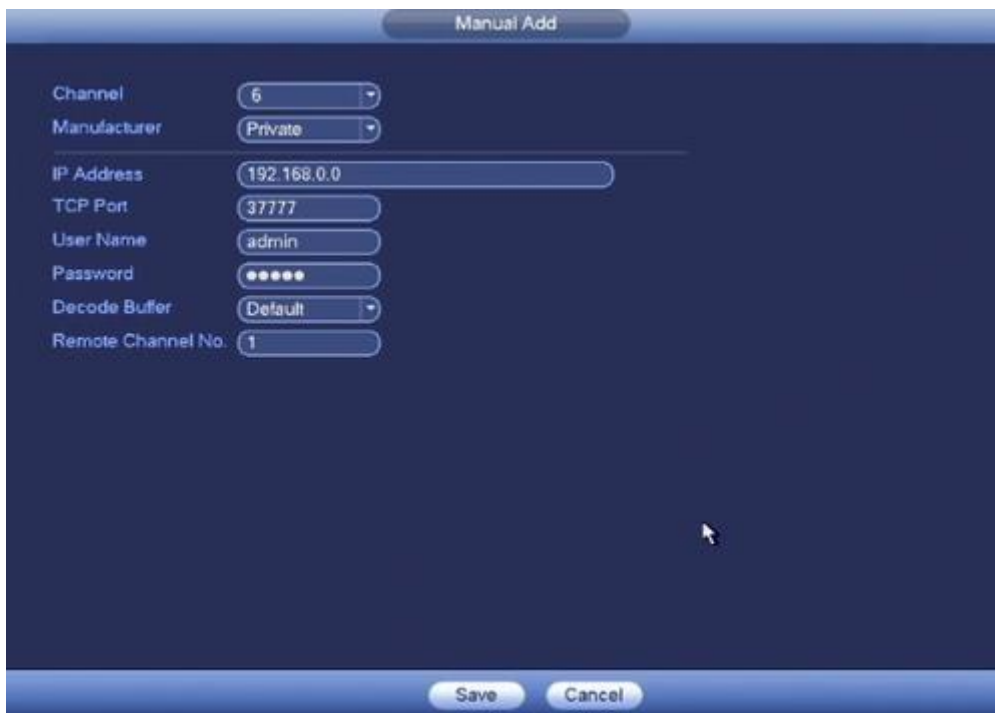 Manual Add
Channel 6
Manufacturer Private
IP Address 192.168.0.0
TCP Port 37777
User Name admin
Password •••••
Decode Buffer Default
Remote Channel No. 1
Save Cancel